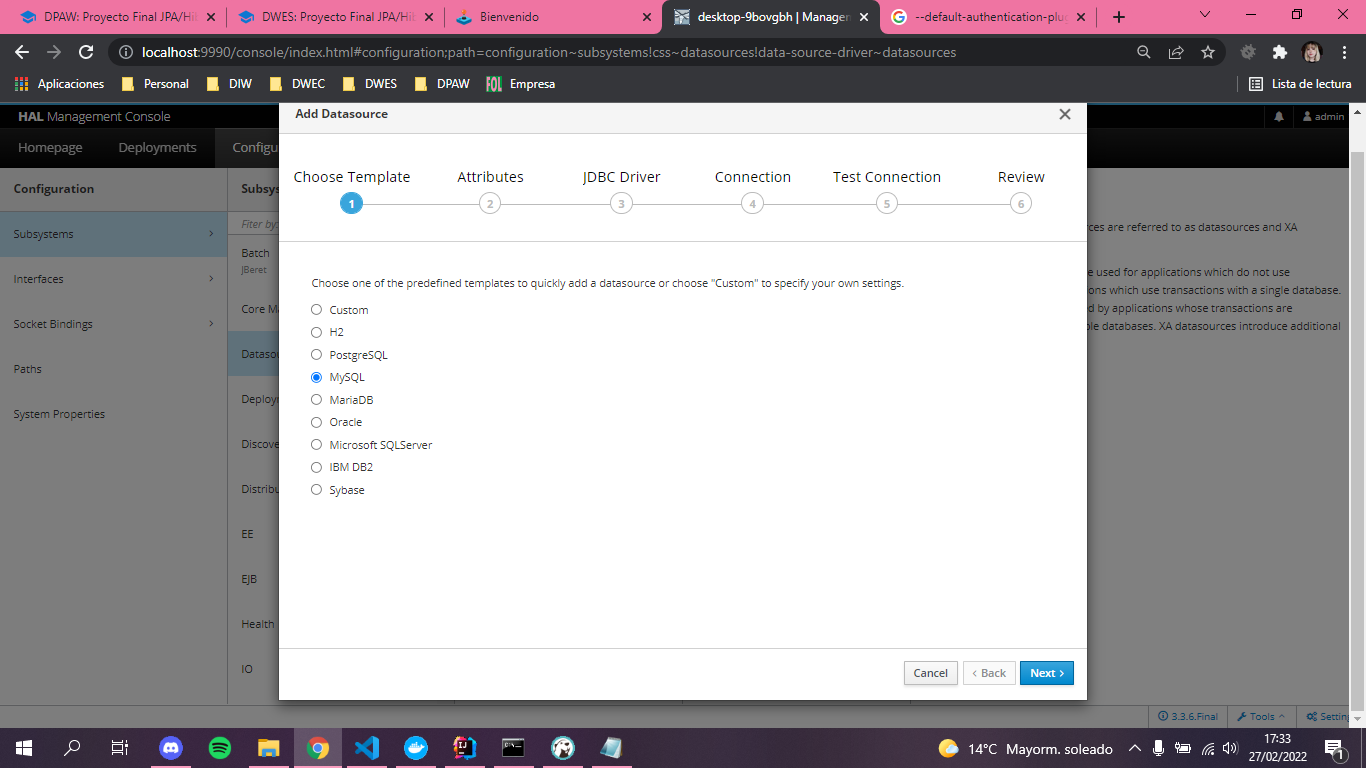 DPAW: Proyecto Final JPA/Hi
DWES: Proyecto Final JPA/Hib
Bienvenido
desktop-9bovgbh | Managem
--default-authentication-plug
localhost:9990/console/index.html#configuration;path=configuration~subsystems!css~datasources!data-source-driver~datasources
Aplicaciones
Personal
DIW
DWEC
DWES
DPAW
FOL
Empresa
Lista de lectura
HAL Management Console
admin
Homepage
Deployments
Configu
Add Datasource
Configuration
Subsys
Subsystems
Interfaces
Socket Bindings
Paths
System Properties
Filter by:
Batch
JBeret
Core Ma
Datasou
Deploy
Discove
Distribu
EE
EJB
Health
IO
Choose Template
Attributes
JDBC Driver
Connection
Test Connection
Review
1
2
3
4
5
6
Choose one of the predefined templates to quickly add a datasource or choose "Custom" to specify your own settings.
Custom
H2
PostgreSQL
MySQL
MariaDB
Oracle
Microsoft SQLServer
IBM DB2
Sybase
Cancel
Back
Next
ces are referred to as datasources and XA
e used for applications which do not use
ons which use transactions with a single database.
d by applications whose transactions are
le databases. XA datasources introduce additional
3.3.6.Final
Tools
Settin
14°C Mayorm. soleado
17:33
27/02/2022
1